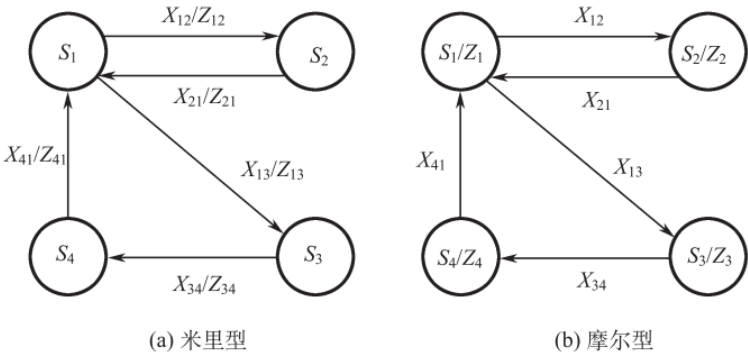 X₁₂/Z₁₂
S₁
S₂
X₂₁/Z₂₁
X₄₁/Z₄₁
X₁₃/Z₁₃
S₄
S₃
X₃₄/Z₃₄
(a) 米里型
X₁₂
S₁/Z₁
S₂/Z₂
X₂₁
X₄₁
X₁₃
S₄/Z₄
S₃/Z₃
X₃₄
(b) 摩尔型